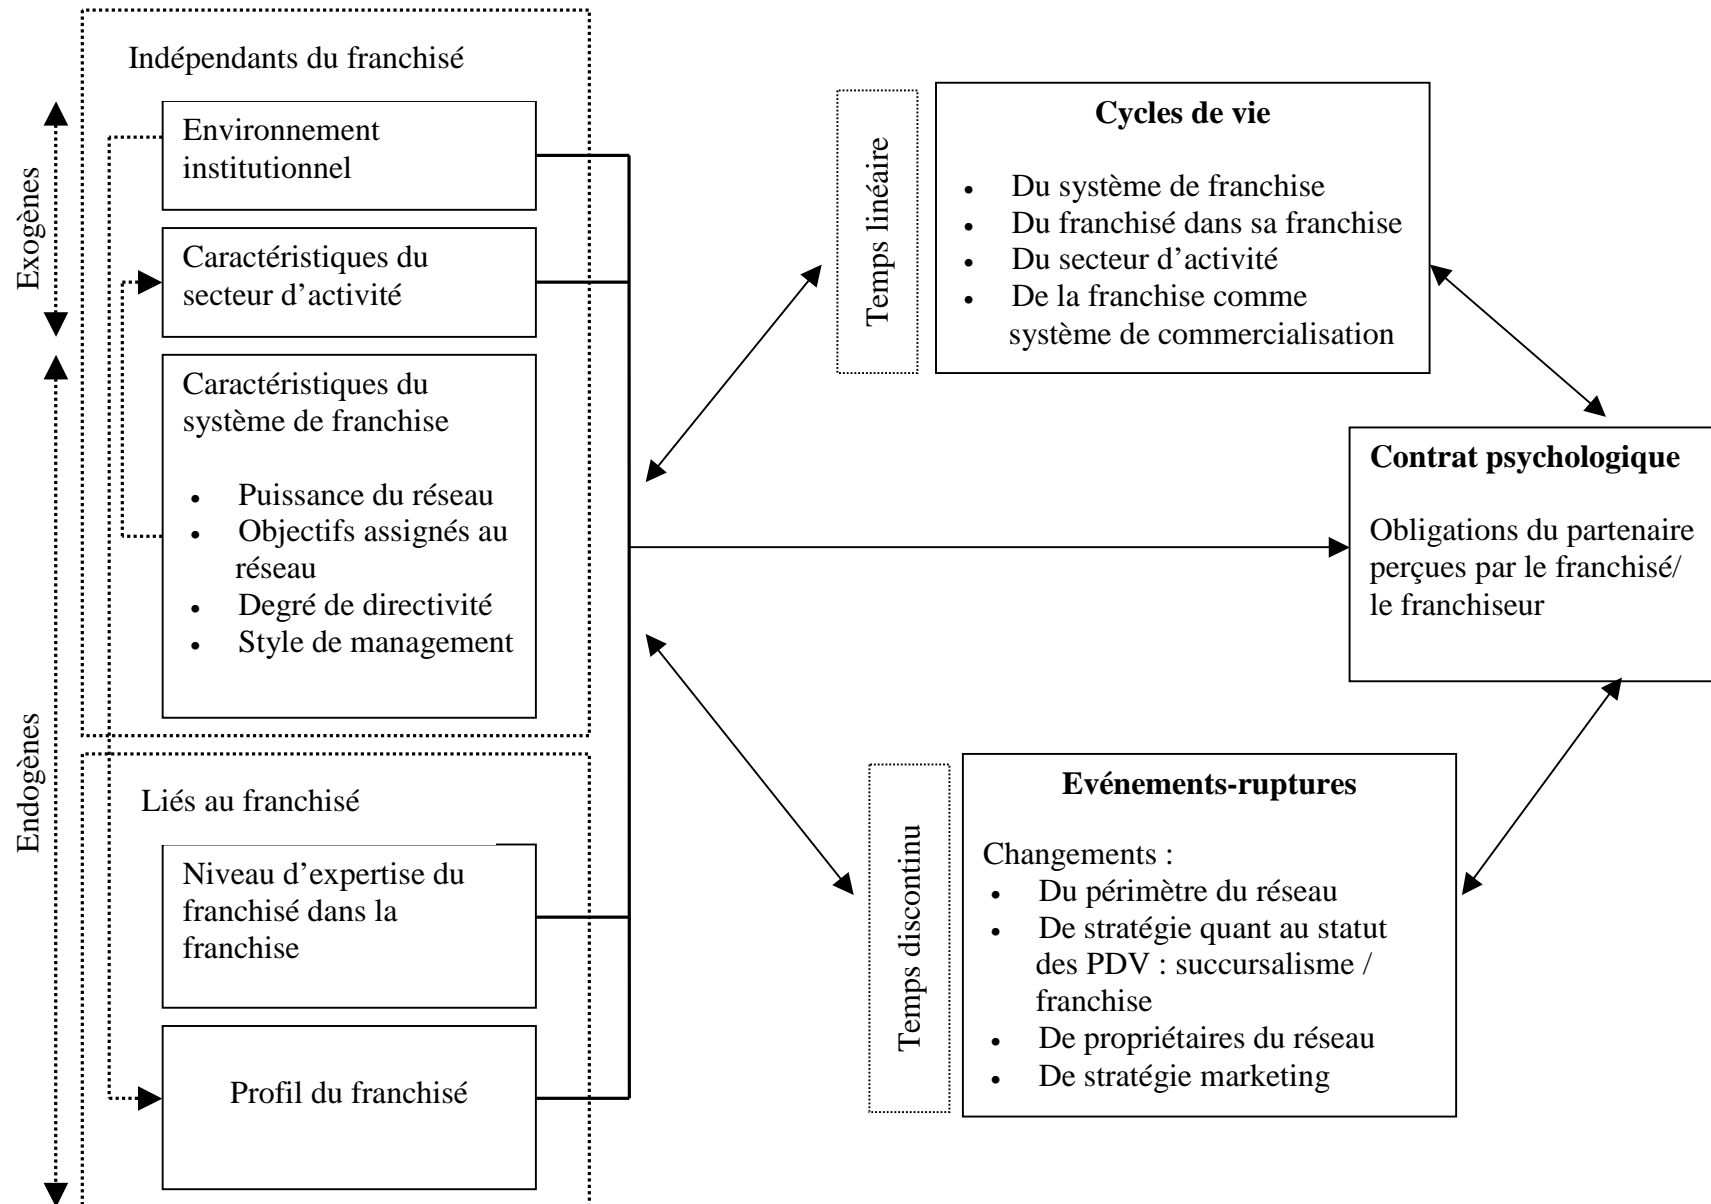 Indépendants du franchisé
Exogènes
Environnement
institutionnel
Caractéristiques du
secteur d’activité
Endogènes
Caractéristiques du
système de franchise
• Puissance du réseau
• Objectifs assignés au
réseau
• Degré de directivité
• Style de management
Liés au franchisé
Niveau d’expertise du
franchisé dans la
franchise
Profil du franchisé
Temps linéaire
Cycles de vie
• Du système de franchise
• Du franchisé dans sa franchise
• Du secteur d’activité
• De la franchise comme
système de commercialisation
Contrat psychologique
Obligations du partenaire
perçues par le franchisé/
le franchiseur
Temps discontinu
Evénements-ruptures
Changements :
• Du périmètre du réseau
• De stratégie quant au statut
des PDV : succursalisme /
franchise
• De propriétaires du réseau
• De stratégie marketing